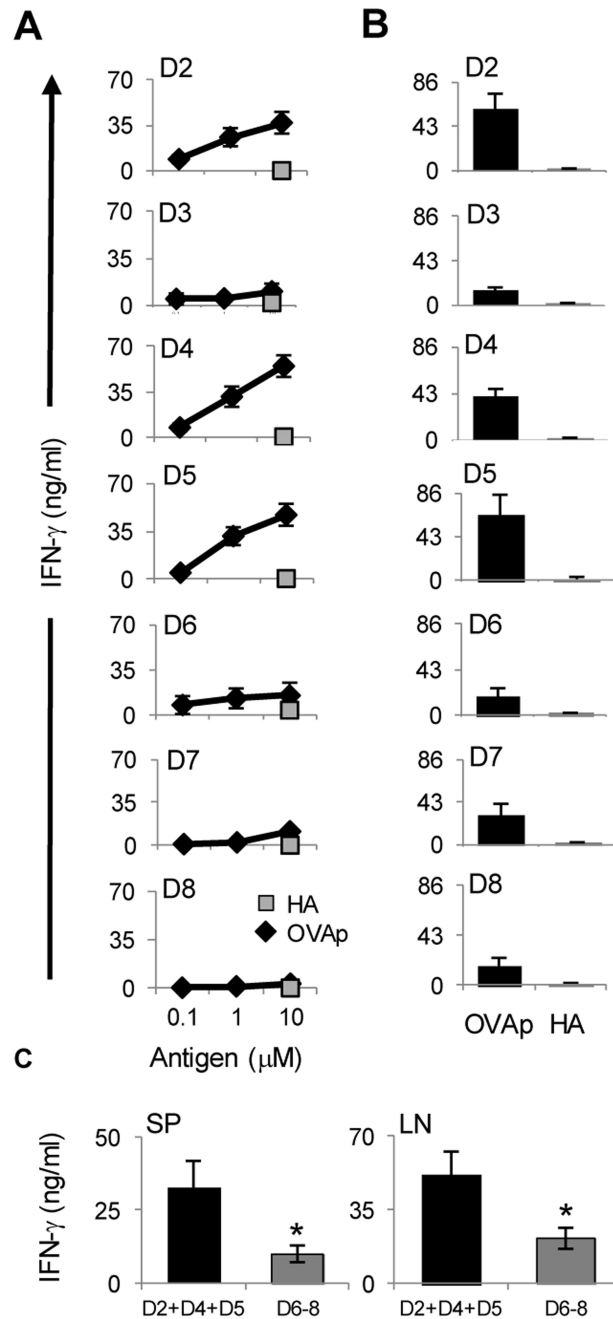 A
B
IFN-γ (ng/ml)
D2
70
35
0
D3
70
35
0
D4
70
35
0
D5
70
35
0
D6
70
35
0
D7
70
35
0
D8
70
35
0
HA
OVAp
0.1 1 10
Antigen (μM)
D2
86
43
0
D3
86
43
0
D4
86
43
0
D5
86
43
0
D6
86
43
0
D7
86
43
0
D8
86
43
0
OVAp HA
C
IFN-γ (ng/ml)
SP
50
25
0
*
D2+D4+D5 D6-8
LN
70
35
0
*
D2+D4+D5 D6-8